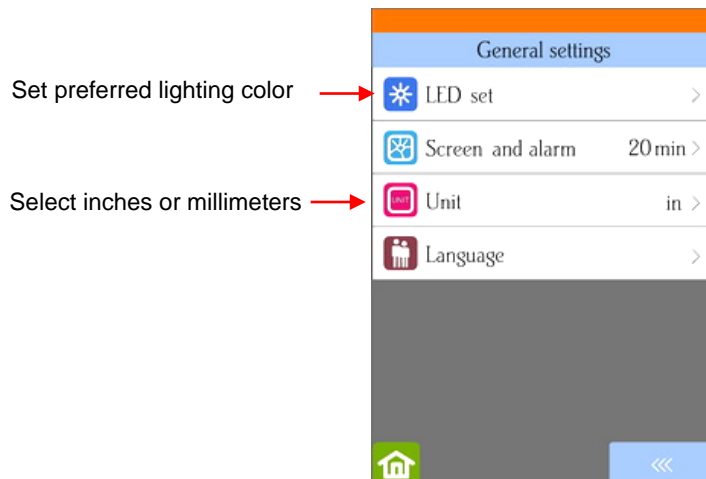 General settings
Set preferred lighting color
LED set
Screen and alarm 20 min
Select inches or millimeters
UNIT
Unit in
Language